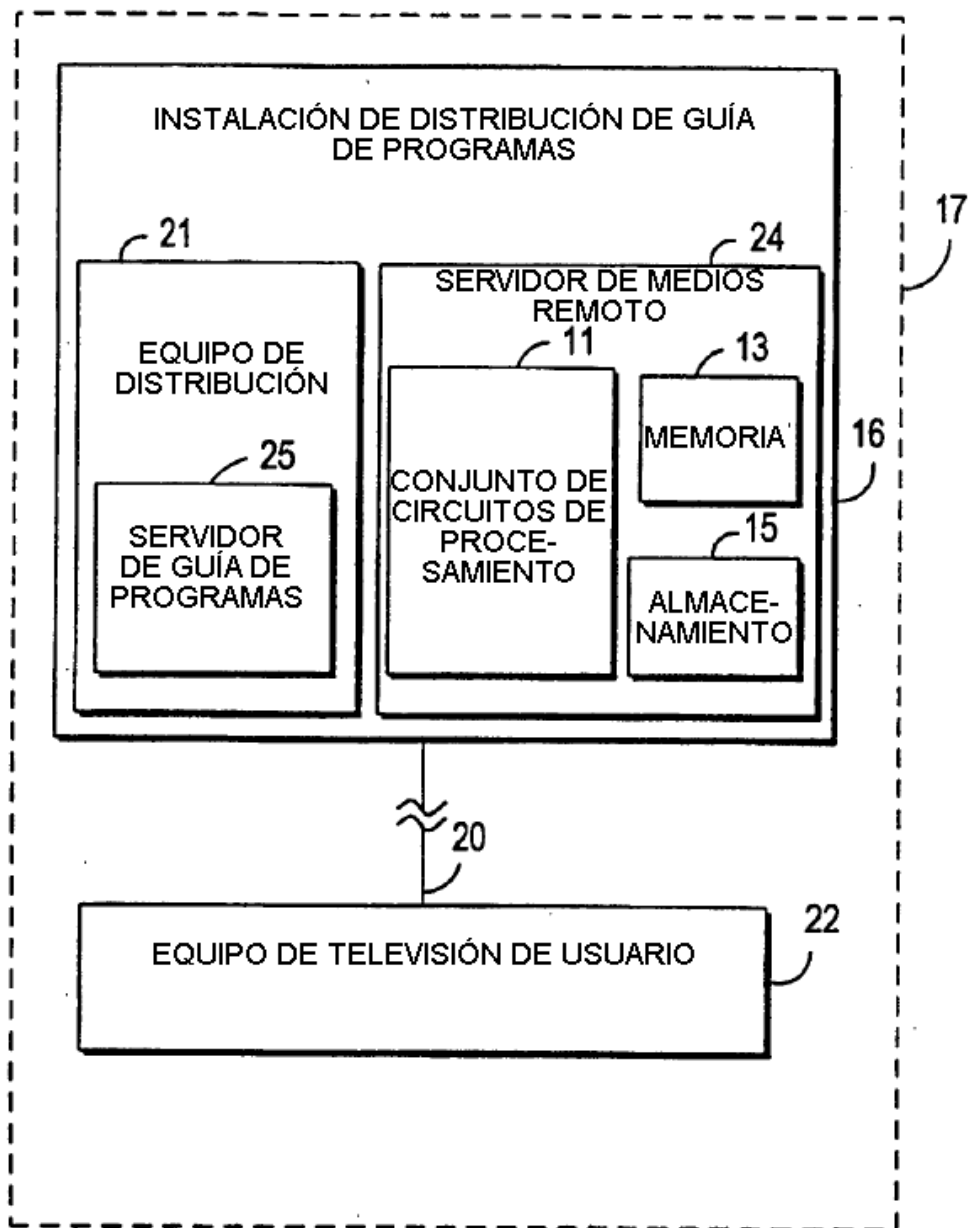 INSTALACIÓN DE DISTRIBUCIÓN DE GUÍA
DE PROGRAMAS
17
21
24
EQUIPO DE
DISTRIBUCIÓN
25
SERVIDOR
DE GUÍA DE
PROGRAMAS
SERVIDOR DE MEDIOS
REMOTO
11
CONJUNTO DE
CIRCUITOS DE
PROCE-
SAMIENTO
13
MEMORIA
16
15
ALMACE-
NAMIENTO
20
EQUIPO DE TELEVISIÓN DE USUARIO
22